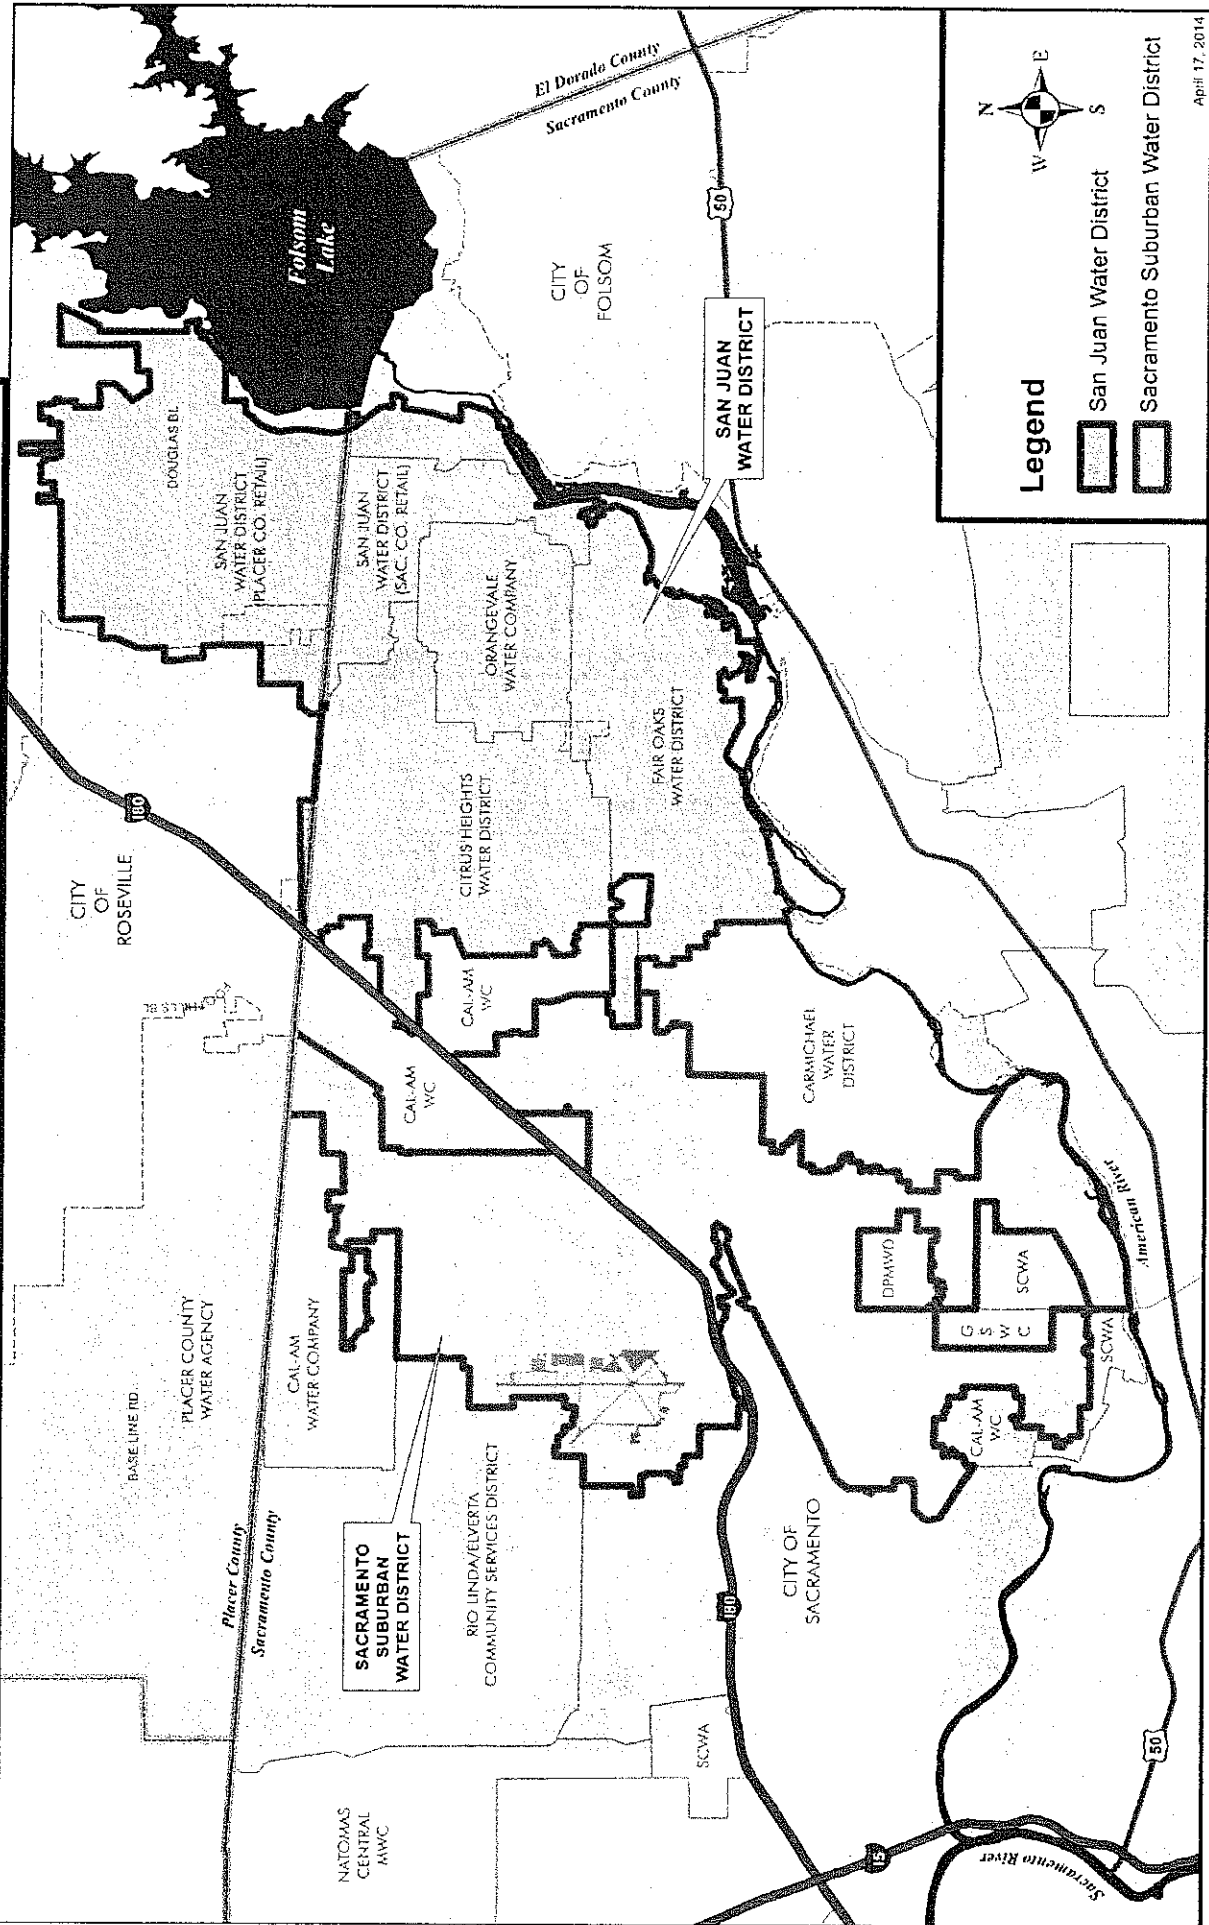 El Dorado County
Sacramento County
Folsom
Lake
50
CITY
OF
FOLSOM
SAN JUAN
WATER DISTRICT
DOUGLAS BL.
SAN JUAN
WATER DISTRICT
(PLACER CO. RETAIL)
SAN JUAN
WATER DISTRICT
(SAC. CO. RETAIL)
ORANGEVALE
WATER COMPANY
FAIR OAKS
WATER DISTRICT
CITRUS HEIGHTS
WATER DISTRICT
80
CITY
OF
ROSEVILLE
CAL-AM
WC
CAL-AM
WC
CARMICHAEL
WATER
DISTRICT
American River
DPMWD
G
S
W
C
SCWA
SCWA
CAL-AM
WC
PLACER COUNTY
WATER AGENCY
BASE LINE RD.
CAL-AM
WATER COMPANY
Placer County
Sacramento County
SACRAMENTO
SUBURBAN
WATER DISTRICT
RIO LINDA/ELVERTA
COMMUNITY SERVICES DISTRICT
CITY OF
SACRAMENTO
80
SCWA
NATOMAS
CENTRAL
MWC
5
50
Sacramento River
Legend
San Juan Water District
Sacramento Suburban Water District
N
W
E
S
April 17, 2014